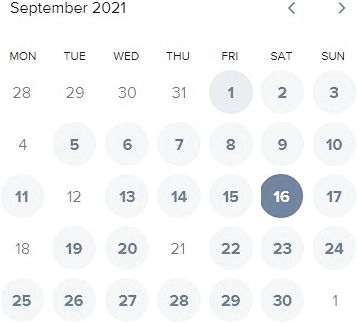 September 2021 < >
MON TUE WED THU FRI SAT SUN
28 29 30 31 1 2 3
4 5 6 7 8 9 10
11 12 13 14 15 16 17
18 19 20 21 22 23 24
25 26 27 28 29 30 1